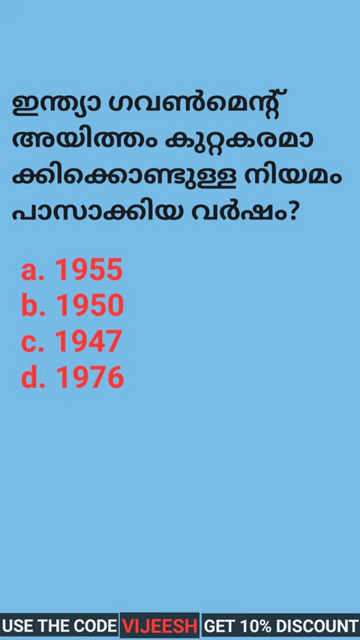 ഇന്ത്യാ ഗവൺമെന്റ്
അയിത്തം കുറ്റകരമാ
ക്കിക്കൊണ്ടുള്ള നിയമം
പാസാക്കിയ വർഷം?
a. 1955
b. 1950
c. 1947
d. 1976
USE THE CODE VIJEESH GET 10% DISCOUNT